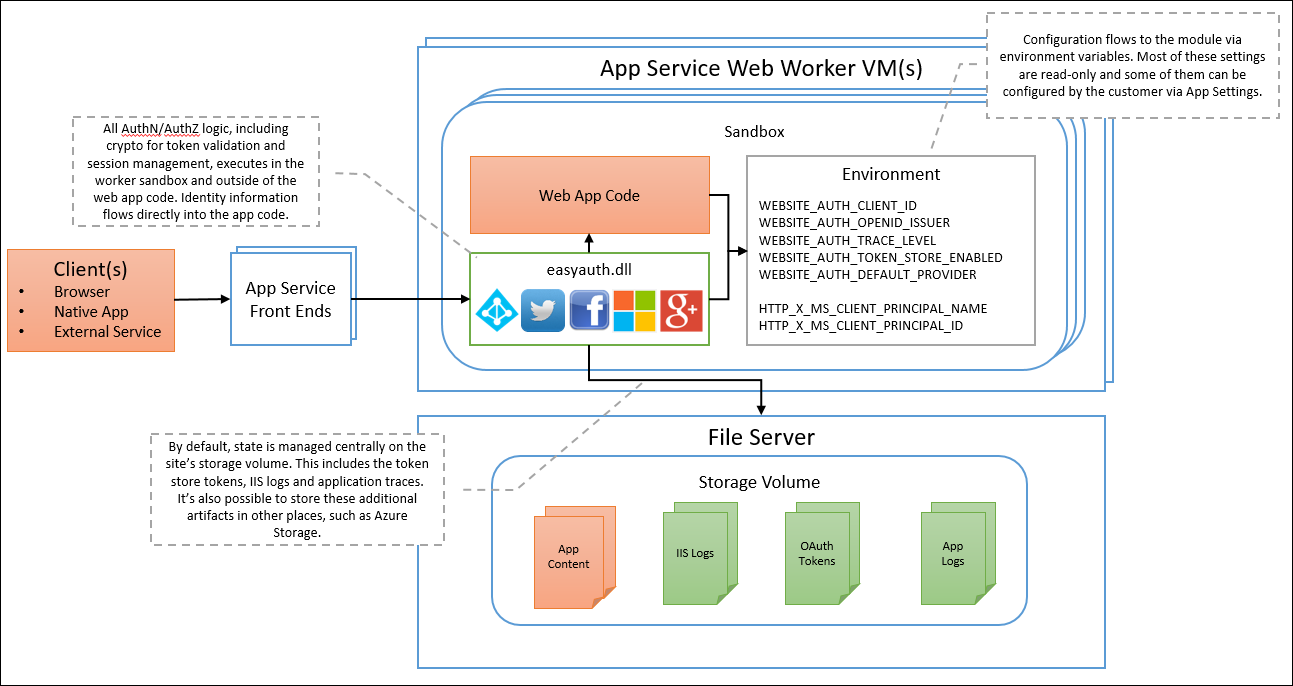 App Service Web Worker VM(s)
Configuration flows to the module via
environment variables. Most of these settings
are read-only and some of them can be
configured by the customer via App Settings.
All AuthN/AuthZ logic, including
crypto for token validation and
session management, executes in the
worker sandbox and outside of the
web app code. Identity information
flows directly into the app code.
Sandbox
Web App Code
Environment
WEBSITE_AUTH_CLIENT_ID
WEBSITE_AUTH_OPENID_ISSUER
WEBSITE_AUTH_TRACE_LEVEL
WEBSITE_AUTH_TOKEN_STORE_ENABLED
WEBSITE_AUTH_DEFAULT_PROVIDER
HTTP_X_MS_CLIENT_PRINCIPAL_NAME
HTTP_X_MS_CLIENT_PRINCIPAL_ID
Client(s)
• Browser
• Native App
• External Service
App Service
Front Ends
easyauth.dll
f
g+
File Server
By default, state is managed centrally on the
site's storage volume. This includes the token
store tokens, IIS logs and application traces.
It's also possible to store these additional
artifacts in other places, such as Azure
Storage.
Storage Volume
App
Content
IIS Logs
OAuth
Tokens
App
Logs